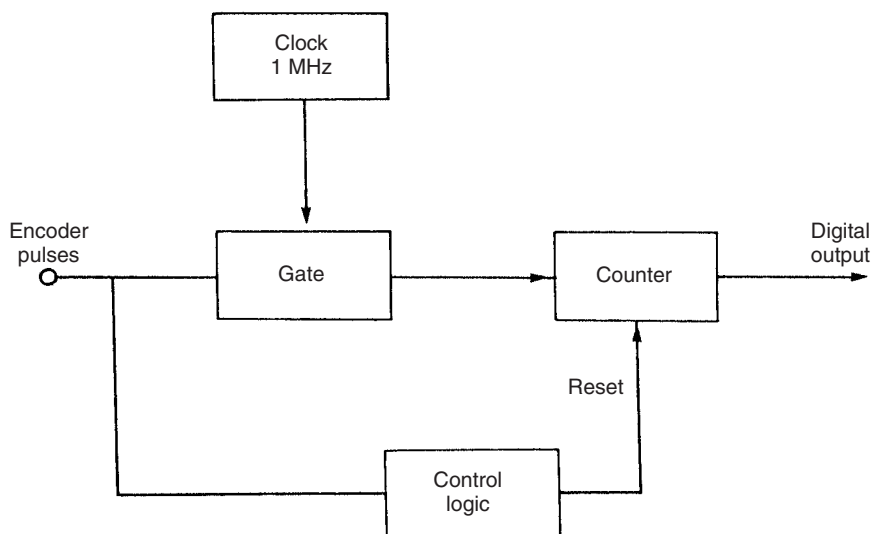 Clock
1 MHz
Encoder
pulses
Gate
Counter
Digital
output
Reset
Control
logic